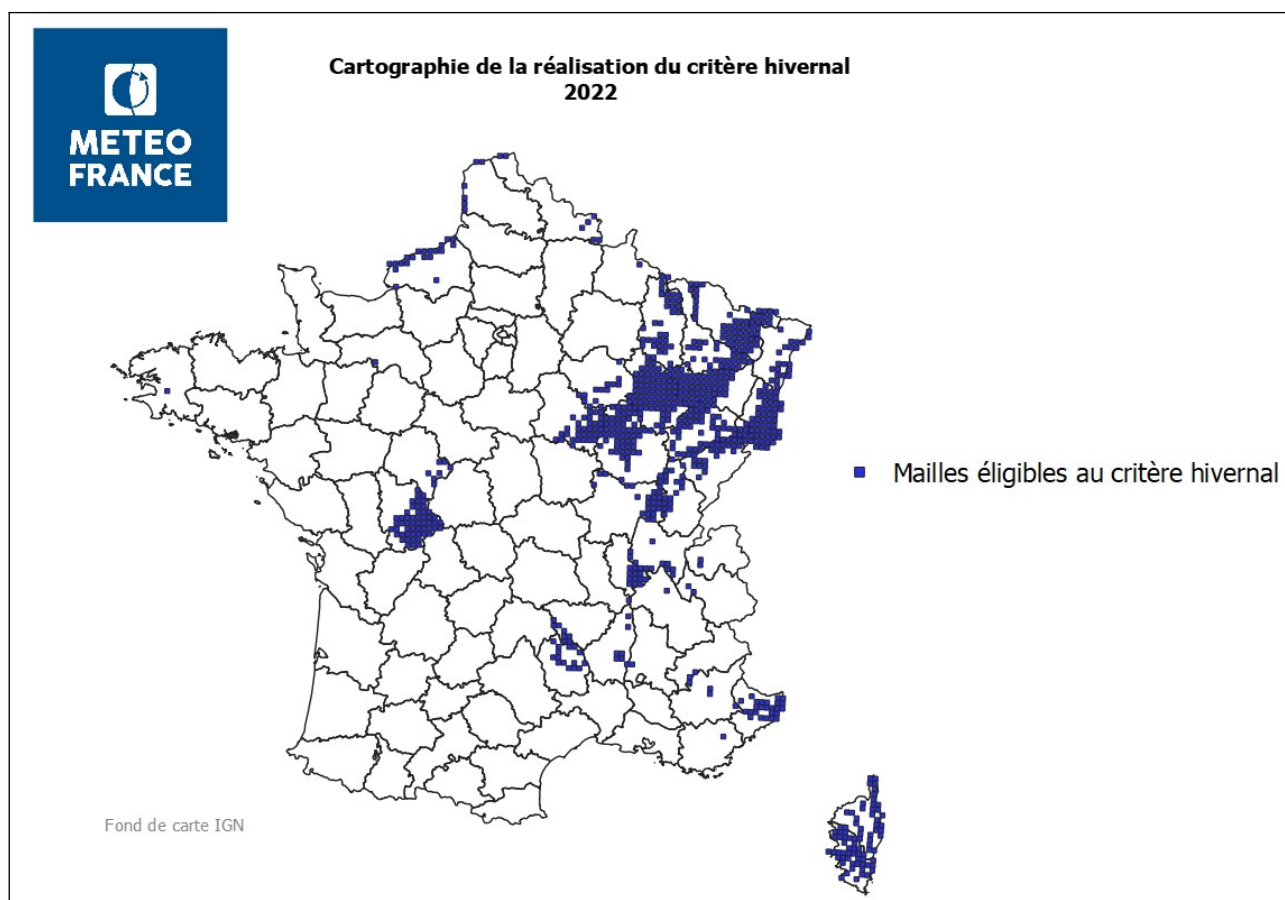 METEO
FRANCE
Cartographie de la réalisation du critère hivernal
2022
Mailles éligibles au critère hivernal
Fond de carte IGN